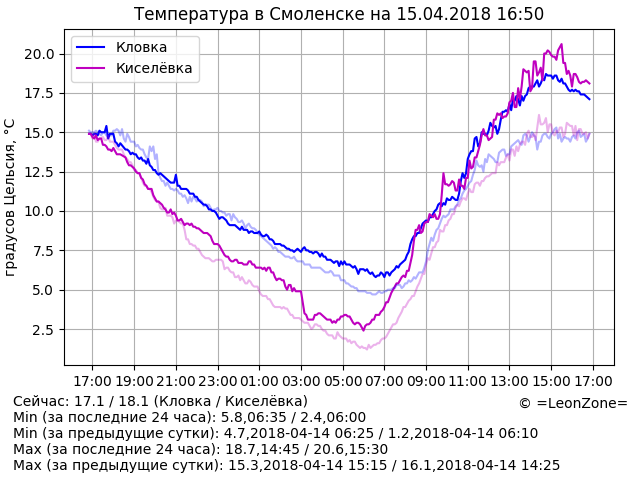 Температура в Смоленске на 15.04.2018 16:50
Кловка
Киселёвка
градусов Цельсия, °C
20.0
17.5
15.0
12.5
10.0
7.5
5.0
2.5
17:00 19:00 21:00 23:00 01:00 03:00 05:00 07:00 09:00 11:00 13:00 15:00 17:00
Сейчас: 17.1 / 18.1 (Кловка / Киселёвка)
© =LeonZone=
Min (за последние 24 часа): 5.8,06:35 / 2.4,06:00
Min (за предыдущие сутки): 4.7,2018-04-14 06:25 / 1.2,2018-04-14 06:10
Max (за последние 24 часа): 18.7,14:45 / 20.6,15:30
Max (за предыдущие сутки): 15.3,2018-04-14 15:15 / 16.1,2018-04-14 14:25